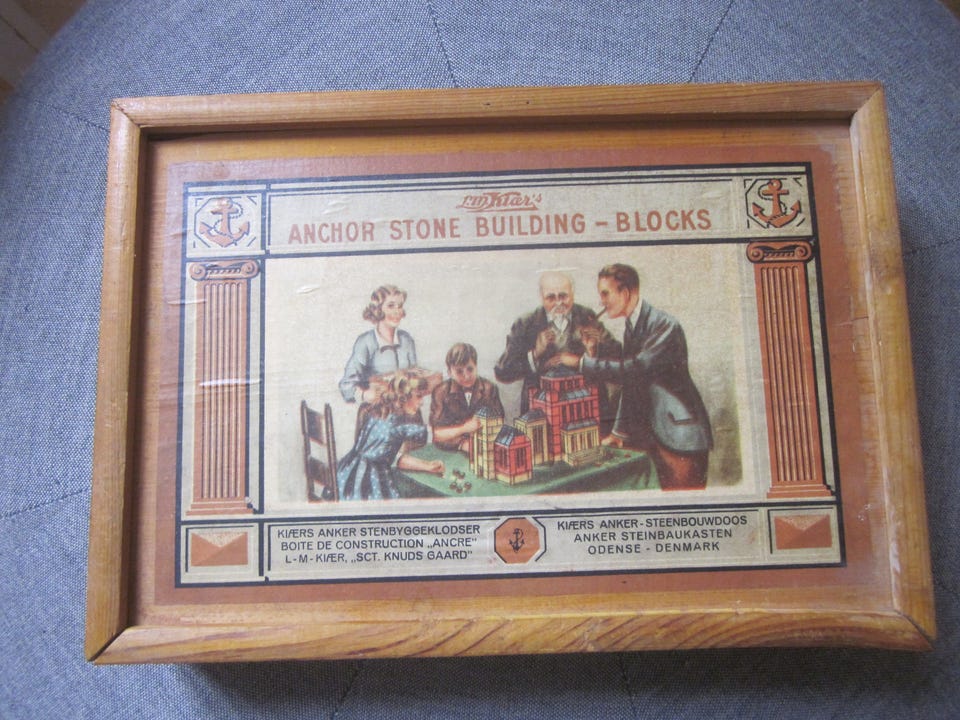 L.M. Kiær's
ANCHOR STONE BUILDING - BLOCKS
KIÆRS ANKER STENBYGGEKLODSER
BOITE DE CONSTRUCTION „ANCRE"
L-M-KIÆR, „SCT. KNUDS GAARD"
KIÆRS ANKER-STEENBOUWDOOS
ANKER STEINBAUKASTEN
ODENSE - DENMARK